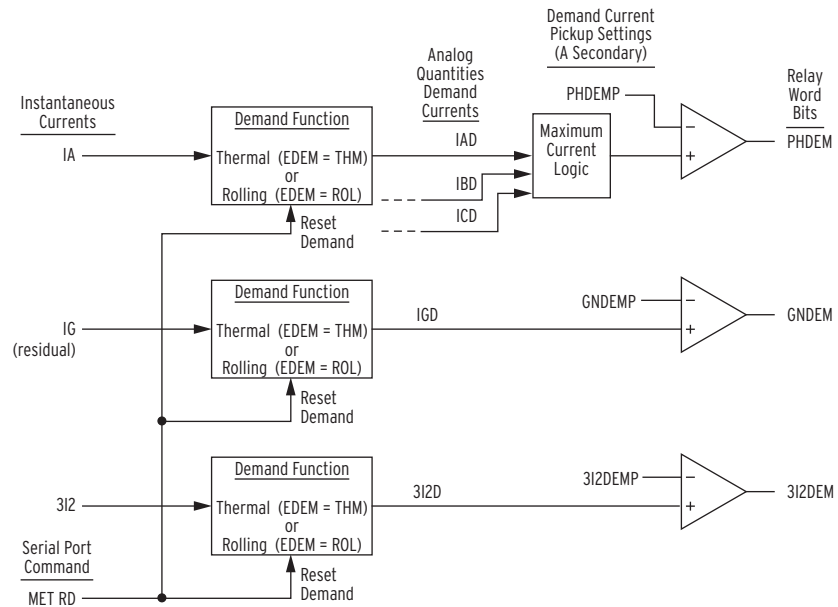 Demand Current
Pickup Settings
(A Secondary)
Analog
Quantities
Demand
Currents
Relay
Word
Bits
Instantaneous
Currents
PHDEMP
Demand Function
Thermal (EDEM = THM)
or
Rolling (EDEM = ROL)
IA
IAD
IBD
ICD
Maximum
Current
Logic
−
+
PHDEM
Reset
Demand
Demand Function
Thermal (EDEM = THM)
or
Rolling (EDEM = ROL)
IG
(residual)
IGD
GNDEMP
−
+
GNDEM
Reset
Demand
Demand Function
Thermal (EDEM = THM)
or
Rolling (EDEM = ROL)
3I2
3I2D
3I2DEMP
−
+
3I2DEM
Serial Port
Command
Reset
Demand
MET RD